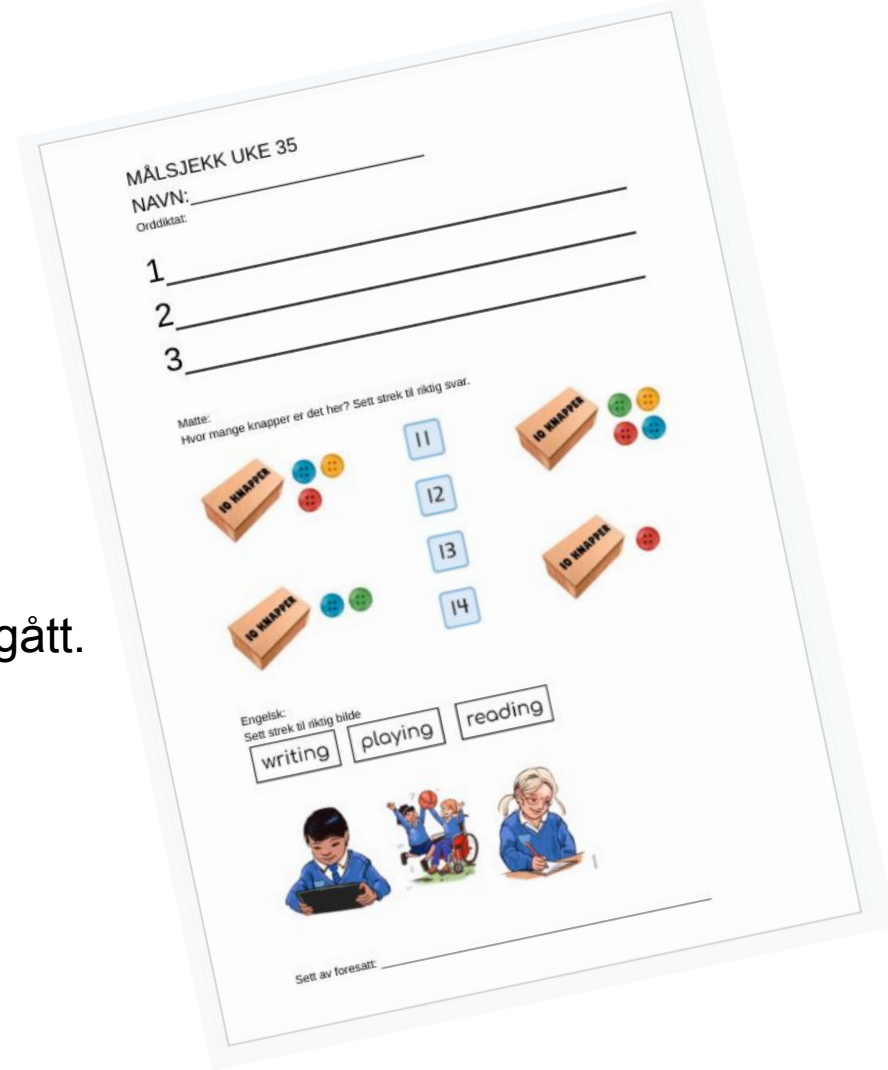 MÅLSJEKK UKE 35
NAVN:
Orddiktat:
1
2
3
Matte:
Hvor mange knapper er det her? Sett strek til riktig svar.
10 KNAPPER
11
10 KNAPPER
12
13
10 KNAPPER
10 KNAPPER
14
gått.
Engelsk:
Sett strek til riktig bilde
writing
playing
reading
Sett av foresatt: